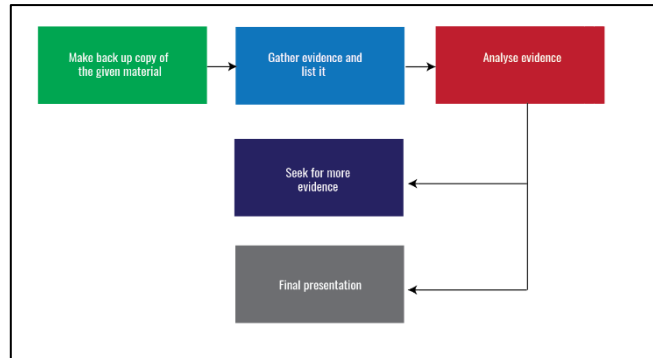 Make back up copy of
the given material
Gather evidence and
list it
Analyse evidence
Seek for more
evidence
Final presentation